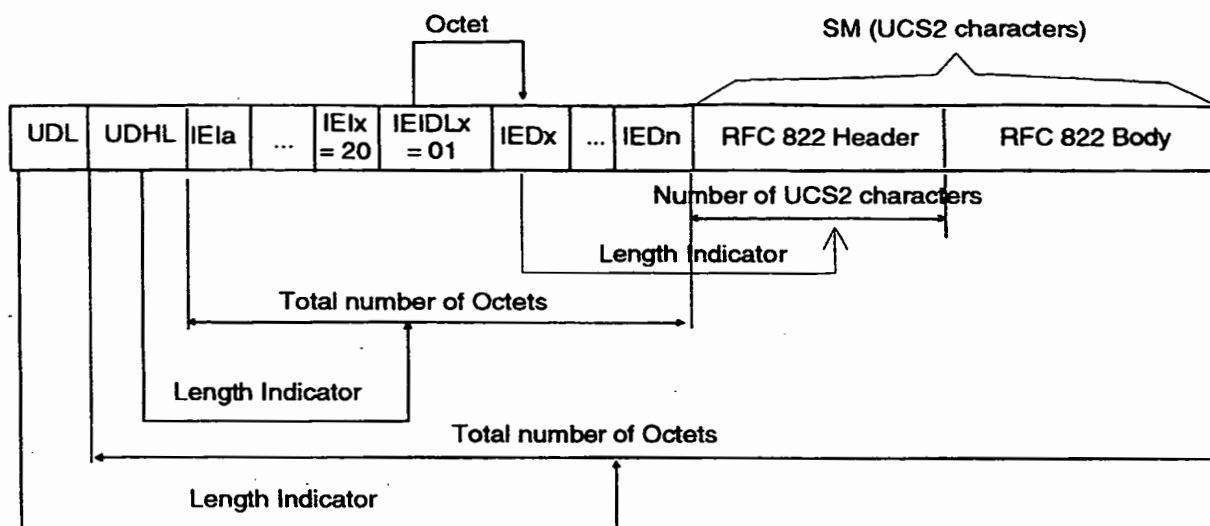 Octet
SM (UCS2 characters)
UDL
UDHL
IEIa
...
IEIx
= 20
IEIDLx
= 01
IEDx
...
IEDn
RFC 822 Header
RFC 822 Body
Number of UCS2 characters
Length Indicator
Total number of Octets
Length Indicator
Total number of Octets
Length Indicator